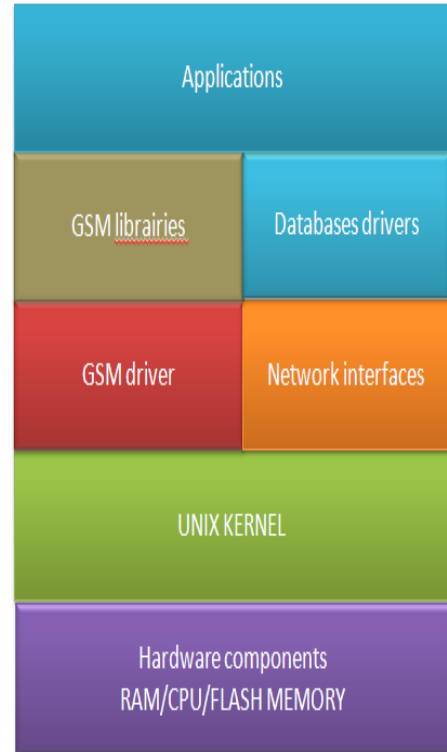 Applications
GSM librairies
Databases drivers
GSM driver
Network interfaces
UNIX KERNEL
Hardware components
RAM/CPU/FLASH MEMORY